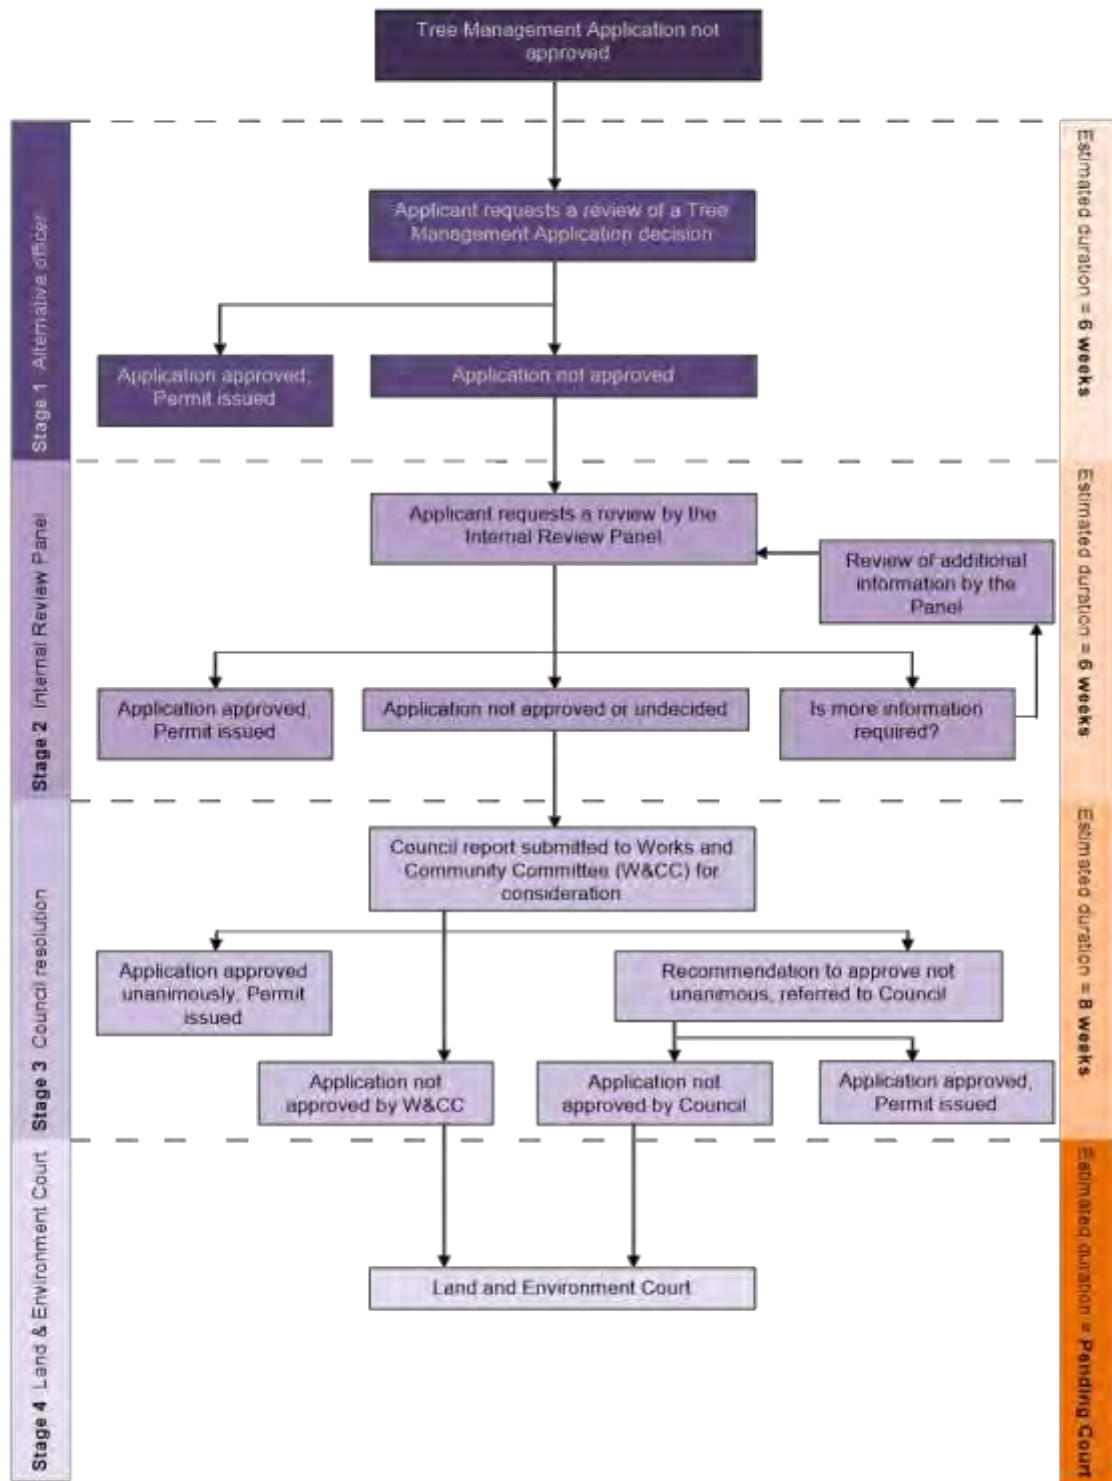 Tree Management Application not
approved
Stage 1 Alternative officer
Estimated duration = 6 weeks
Applicant requests a review of a Tree
Management Application decision
Application approved,
Permit issued
Application not approved
Stage 2 Internal Review Panel
Estimated duration = 6 weeks
Applicant requests a review by the
Internal Review Panel
Review of additional
information by the
Panel
Application approved,
Permit issued
Application not approved or undecided
Is more information
required?
Stage 3 Council resolution
Estimated duration = 8 weeks
Council report submitted to Works and
Community Committee (W&CC) for
consideration
Application approved
unanimously, Permit
issued
Recommendation to approve not
unanimous, referred to Council
Application not
approved by W&CC
Application not
approved by Council
Application approved,
Permit issued
Stage 4 Land & Environment Court
Estimated duration = Pending Court
Land and Environment Court